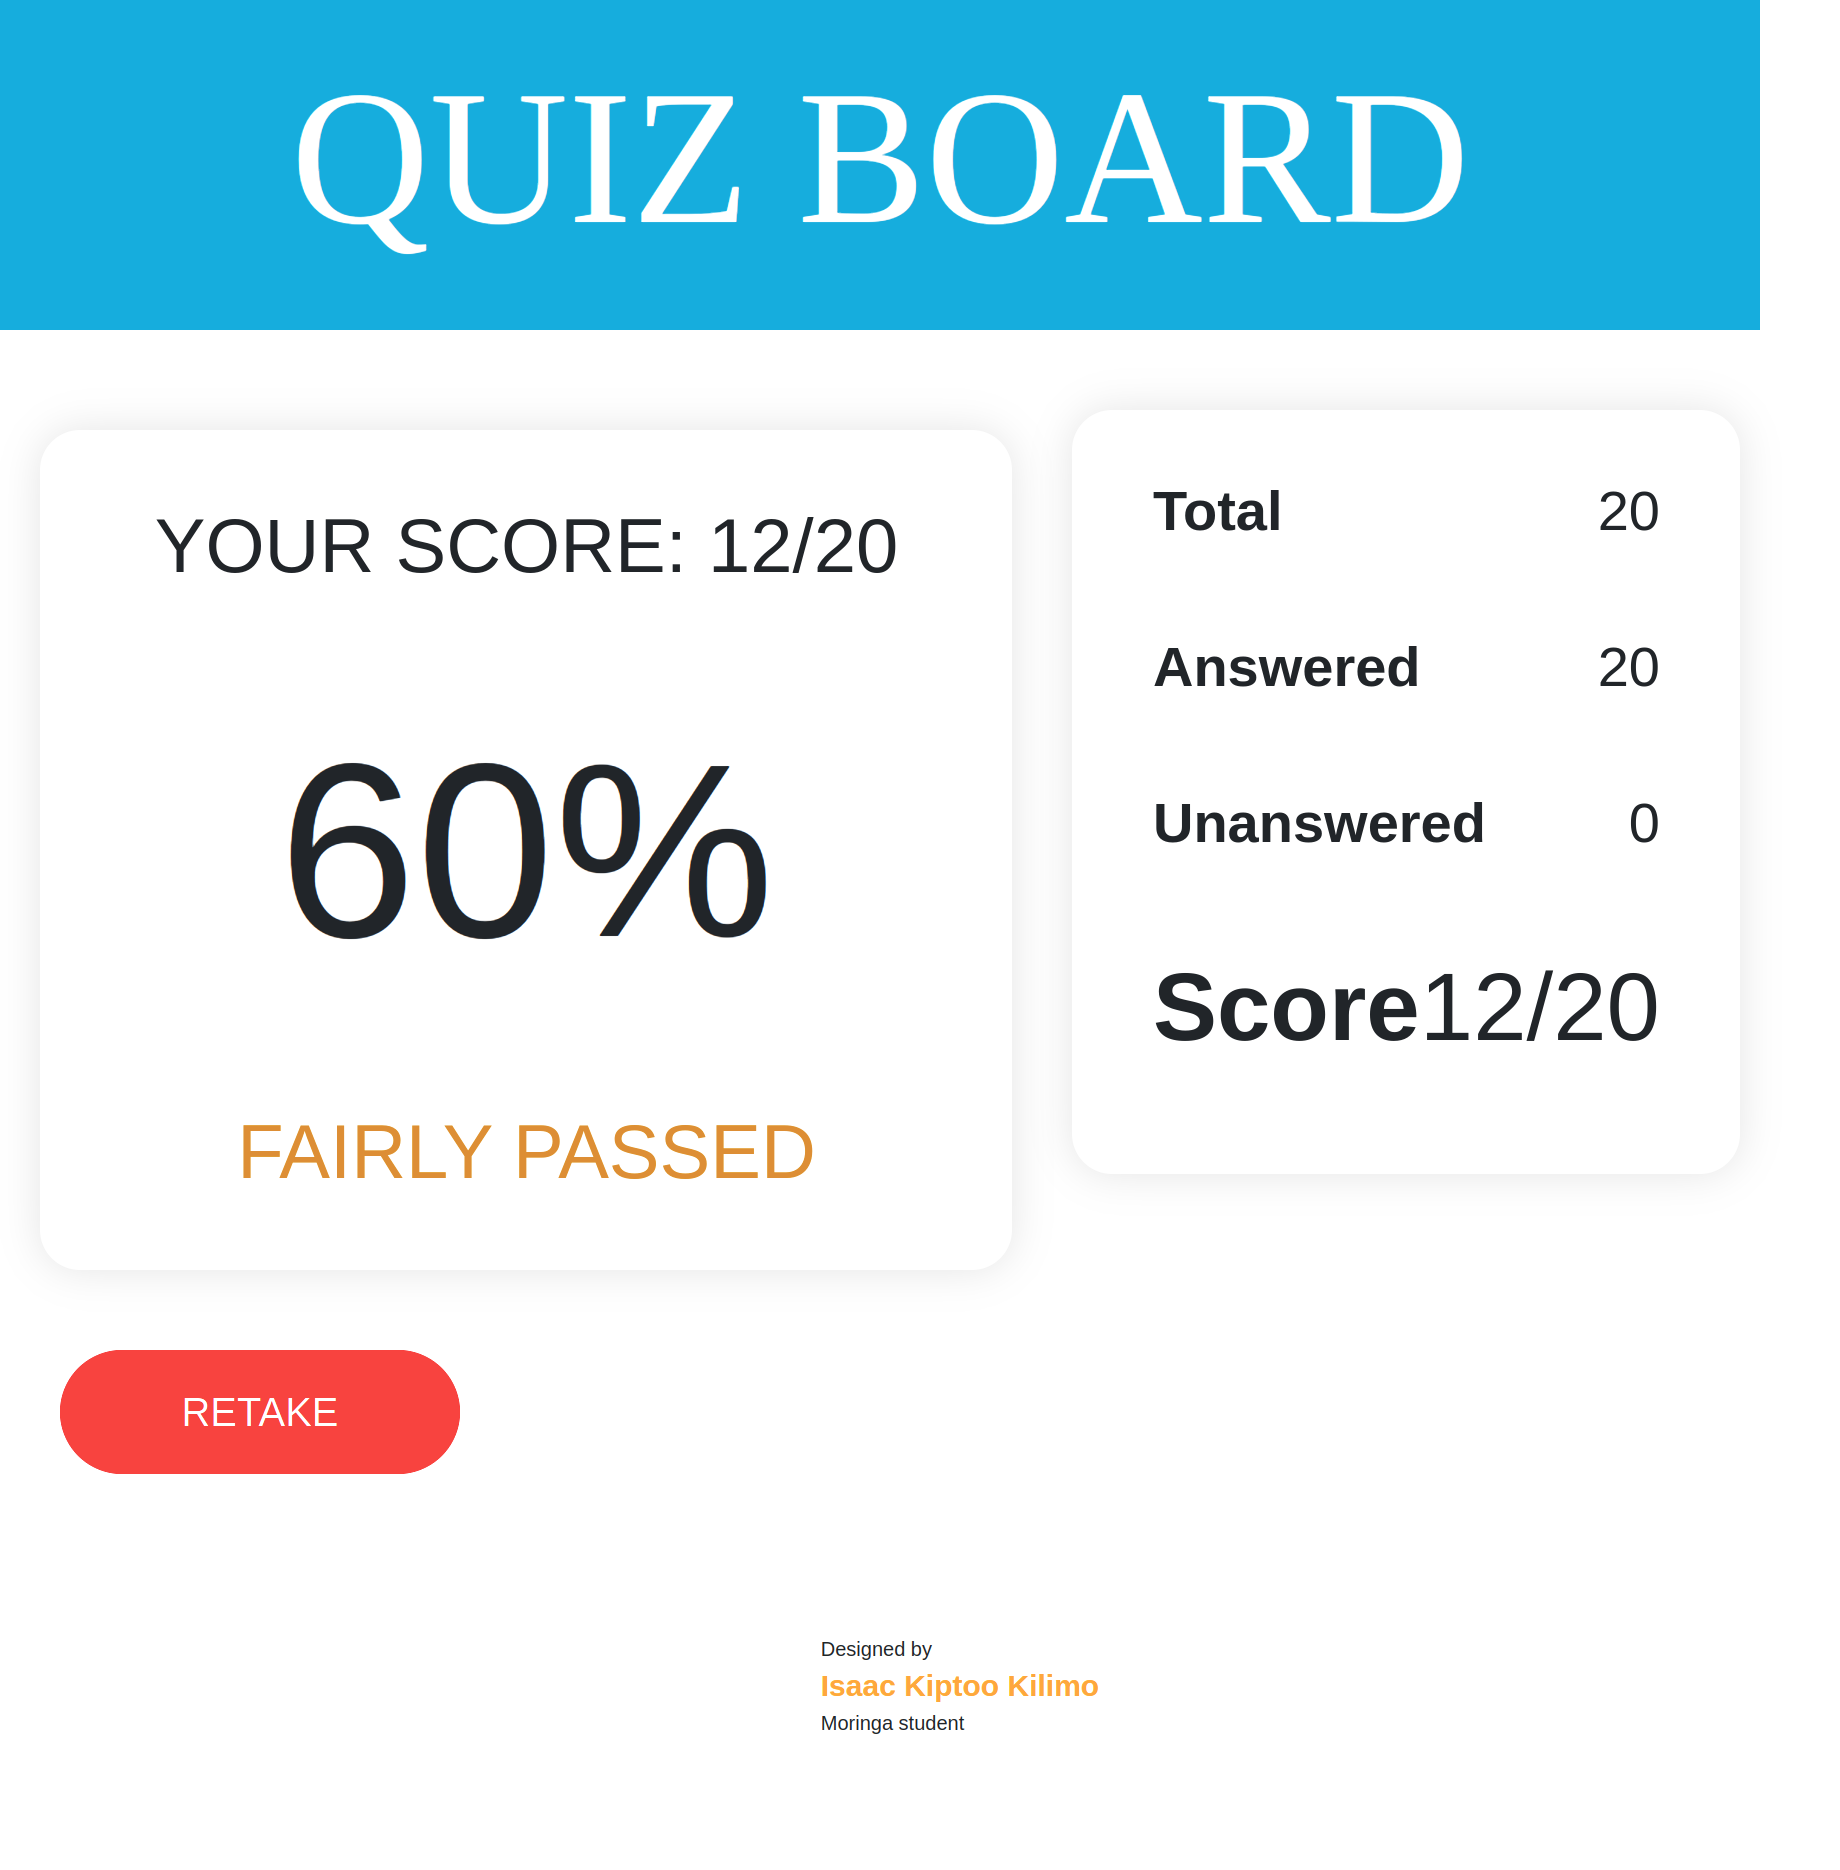 QUIZ BOARD
YOUR SCORE: 12/20
60%
FAIRLY PASSED
Total 20
Answered 20
Unanswered 0
Score12/20
RETAKE
Designed by
Isaac Kiptoo Kilimo
Moringa student